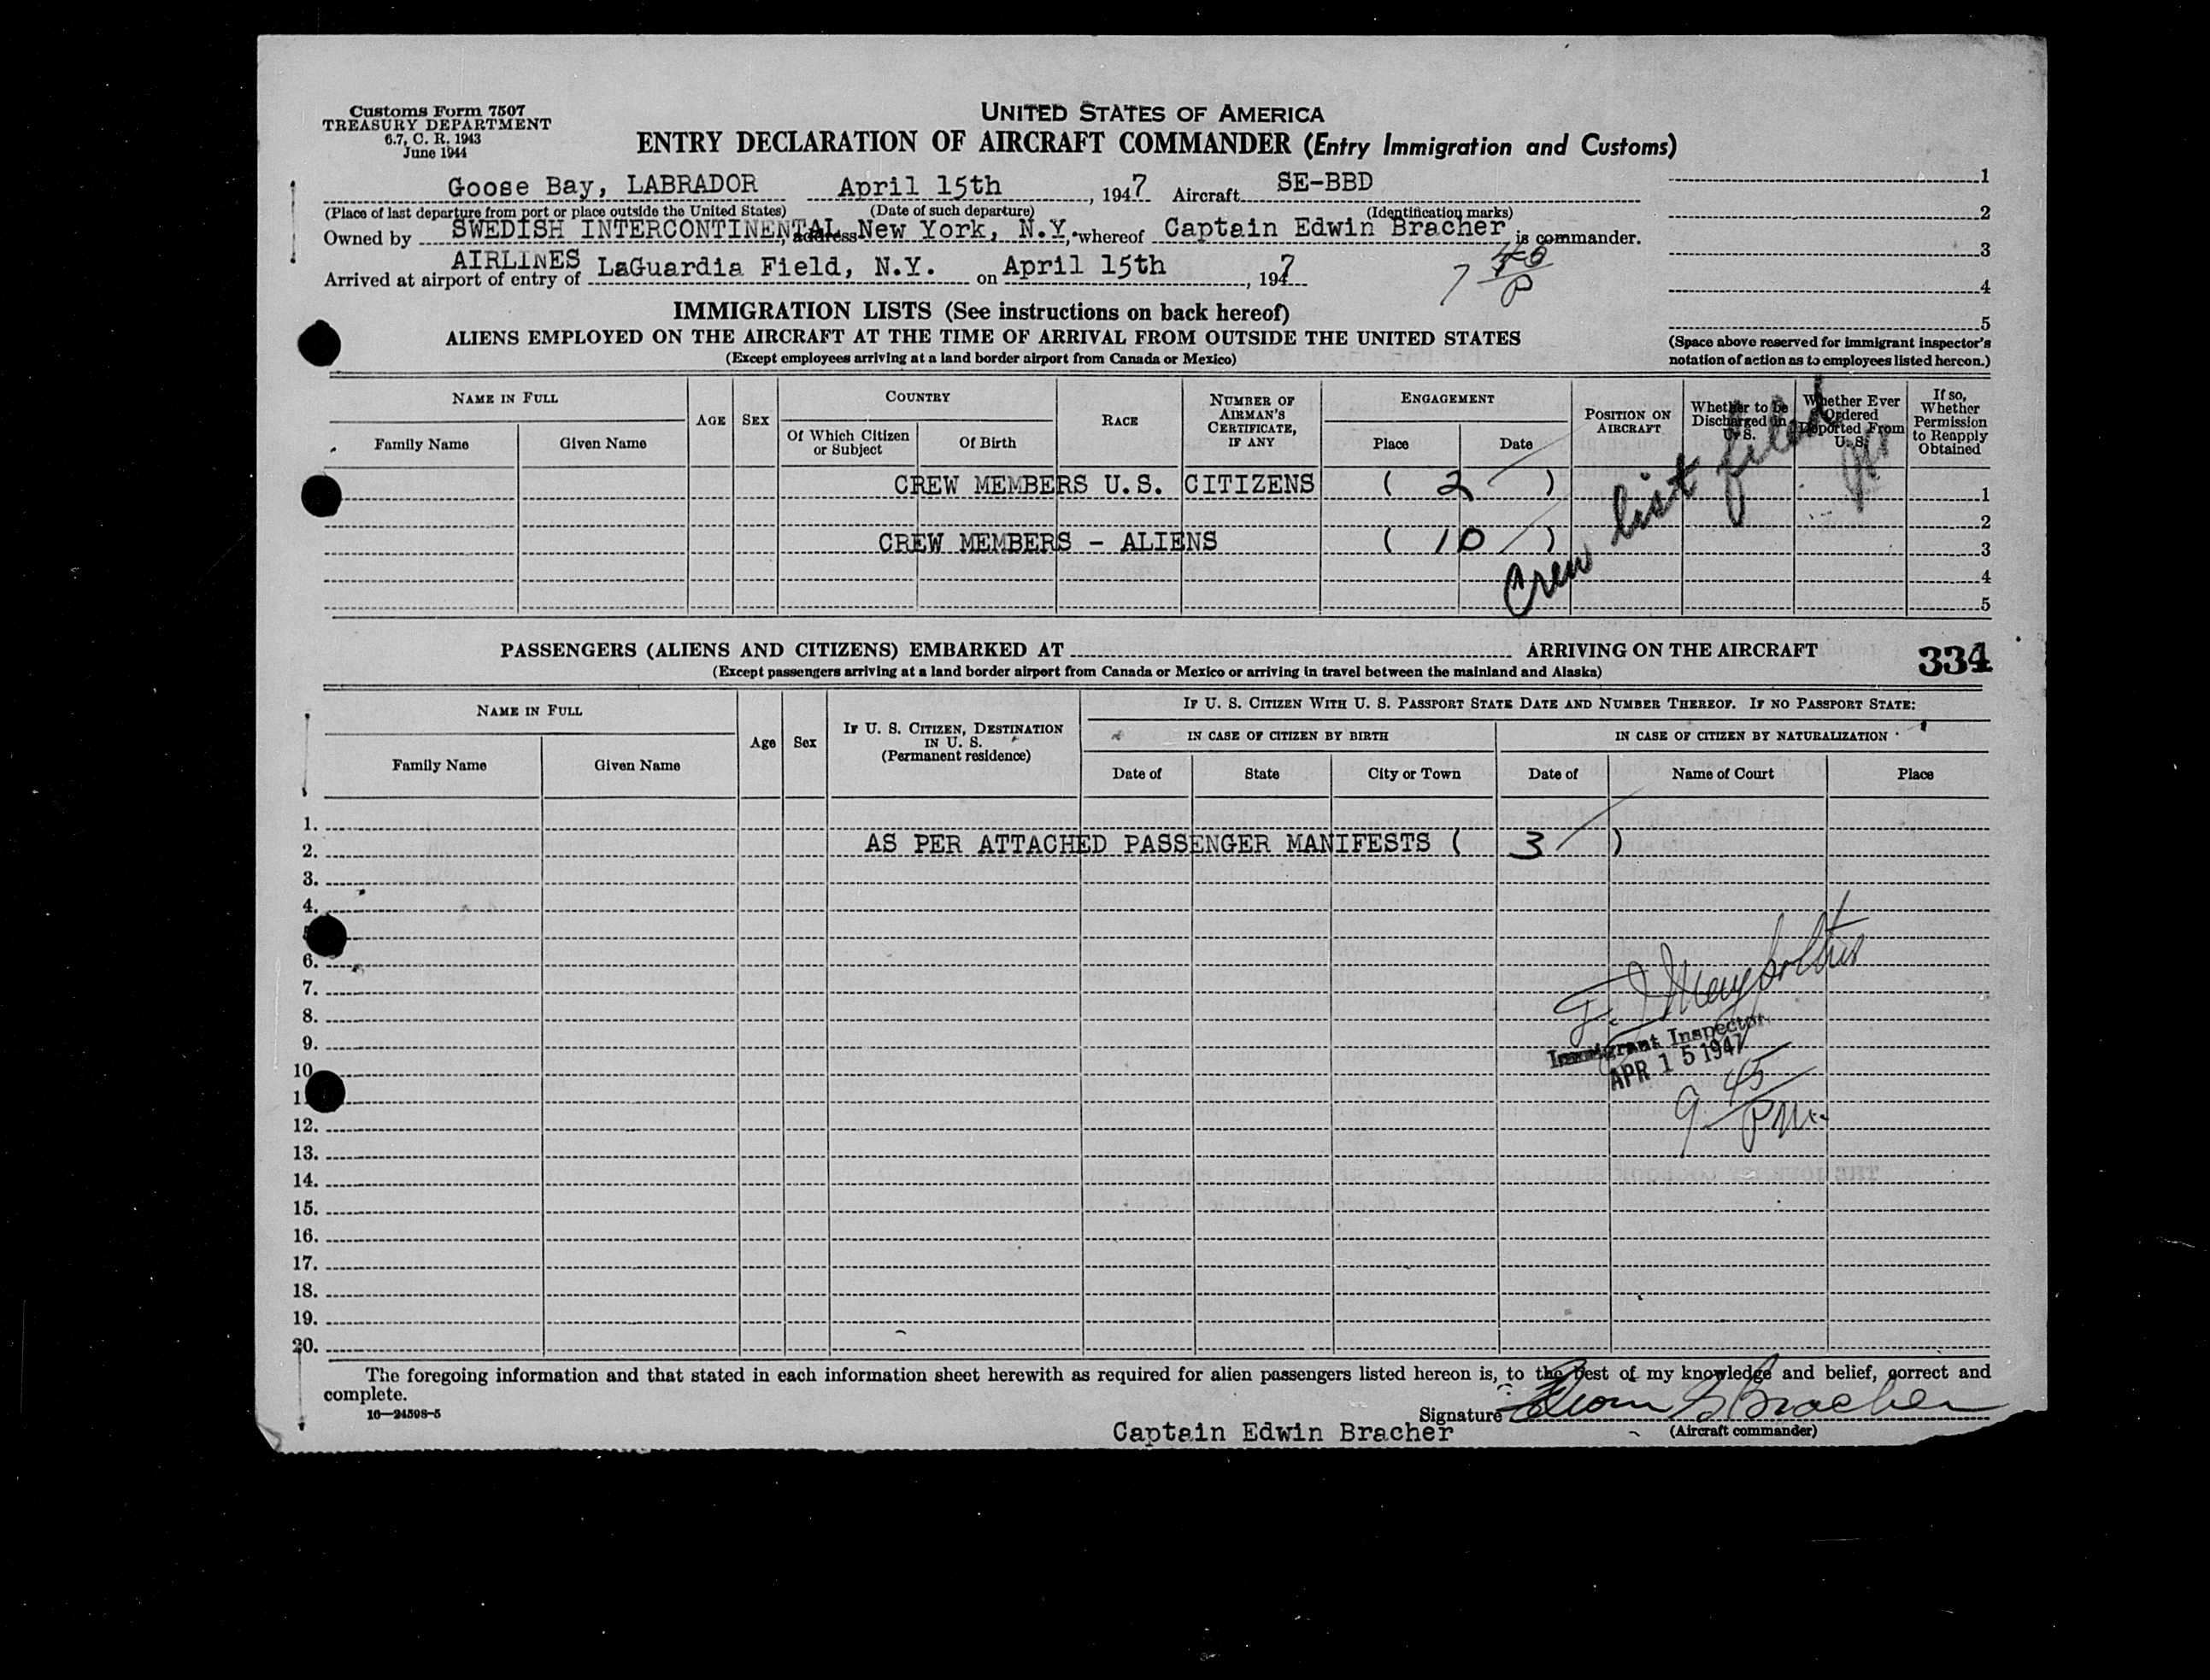 Customs Form 7507
TREASURY DEPARTMENT
6.7, C. R. 1943
June 1944
UNITED STATES OF AMERICA
ENTRY DECLARATION OF AIRCRAFT COMMANDER (Entry Immigration and Customs)
Goose Bay, LABRADOR April 15th, 1947 Aircraft SE-BBD
(Place of last departure from port or place outside the United States) (Date of such departure) (Identification marks)
Owned by SWEDISH INTERCONTINENTAL, address New York, N.Y., whereof Captain Edwin Bracher is commander.
AIRLINES
Arrived at airport of entry of LaGuardia Field, N.Y. on April 15th, 1947
1
2
3
4
5
(Space above reserved for immigrant inspector's
notation of action as to employees listed hereon.)
IMMIGRATION LISTS (See instructions on back hereof)
ALIENS EMPLOYED ON THE AIRCRAFT AT THE TIME OF ARRIVAL FROM OUTSIDE THE UNITED STATES
(Except employees arriving at a land border airport from Canada or Mexico)
NAME IN FULL
Family Name
Given Name
AGE
SEX
COUNTRY
Of Which Citizen
or Subject
Of Birth
RACE
NUMBER OF
AIRMAN'S
CERTIFICATE,
IF ANY
ENGAGEMENT
Place
Date
POSITION ON
AIRCRAFT
Whether to be
Discharged in
U. S.
Whether Ever
Ordered
Deported From
U. S.
If so,
Whether
Permission
to Reapply
Obtained
CREW MEMBERS U.S. CITIZENS ( 2 ) 1
2
CREW MEMBERS - ALIENS ( 10 ) 3
4
5
Crew list filed
PASSENGERS (ALIENS AND CITIZENS) EMBARKED AT ARRIVING ON THE AIRCRAFT 334
(Except passengers arriving at a land border airport from Canada or Mexico or arriving in travel between the mainland and Alaska)
NAME IN FULL
Family Name
Given Name
Age
Sex
IF U. S. CITIZEN, DESTINATION
IN U. S.
(Permanent residence)
IF U. S. CITIZEN WITH U. S. PASSPORT STATE DATE AND NUMBER THEREOF. IF NO PASSPORT STATE:
IN CASE OF CITIZEN BY BIRTH
IN CASE OF CITIZEN BY NATURALIZATION
Date of
State
City or Town
Date of
Name of Court
Place
1.
2. AS PER ATTACHED PASSENGER MANIFESTS ( 3 )
3.
4.
6.
7.
8.
9.
Immigrant Inspector
APR 15 1947
10
9 45 PM.
12.
13.
14.
15.
16.
17.
18.
19.
20.
The foregoing information and that stated in each information sheet herewith as required for alien passengers listed hereon is, to the best of my knowledge and belief, correct and
complete.
16—24598-5
Signature Edwin Bracher
Captain Edwin Bracher
(Aircraft commander)